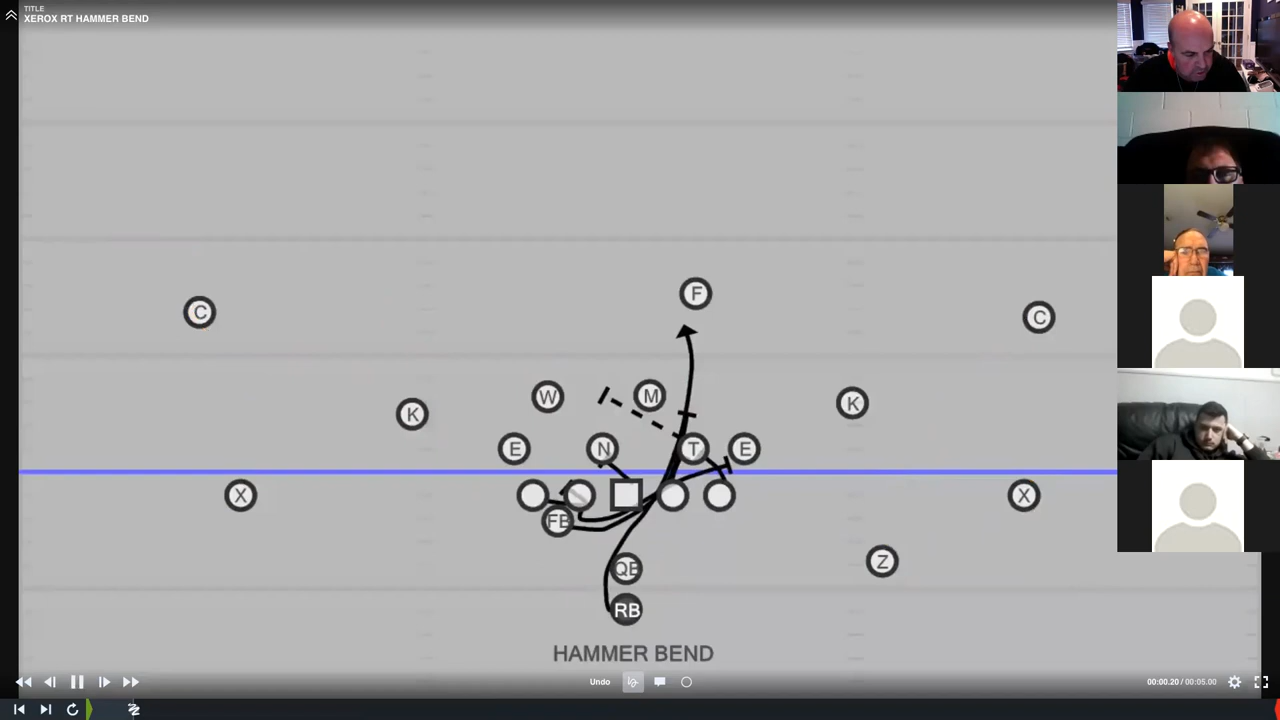 TITLE
XEROX RT HAMMER BEND
F
C
C
W
M
K
K
E
N
T
E
X
X
FB
QB
Z
RB
HAMMER BEND
Undo
00:00.20 / 00:05.00